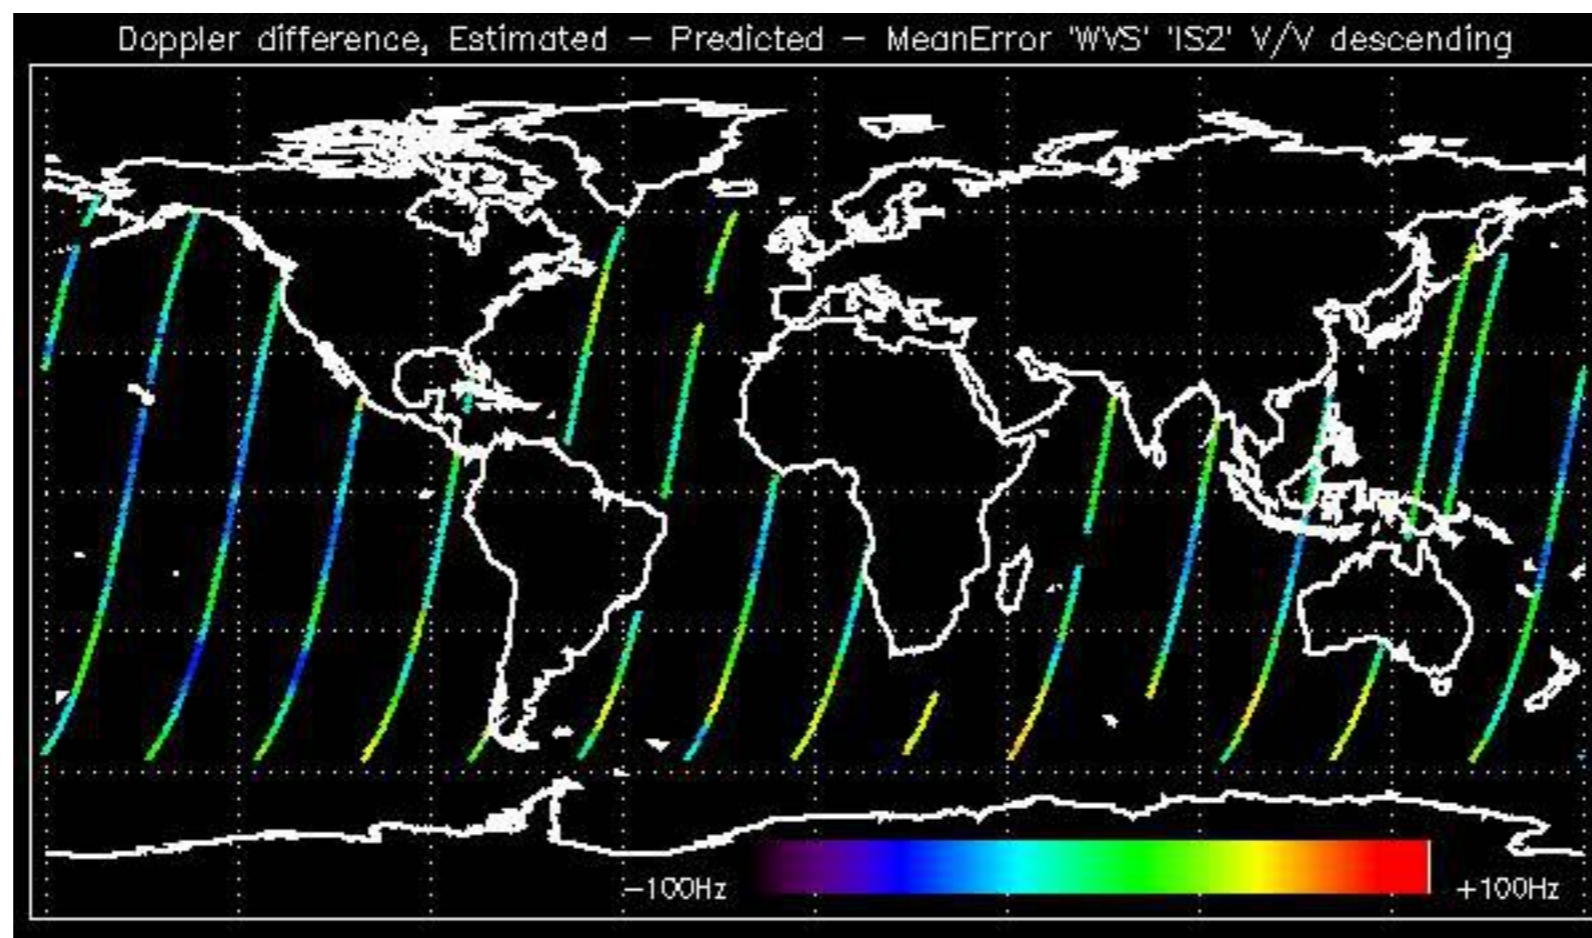 Doppler difference, Estimated – Predicted – MeanError 'WVS' 'IS2' V/V descending
–100Hz
+100Hz